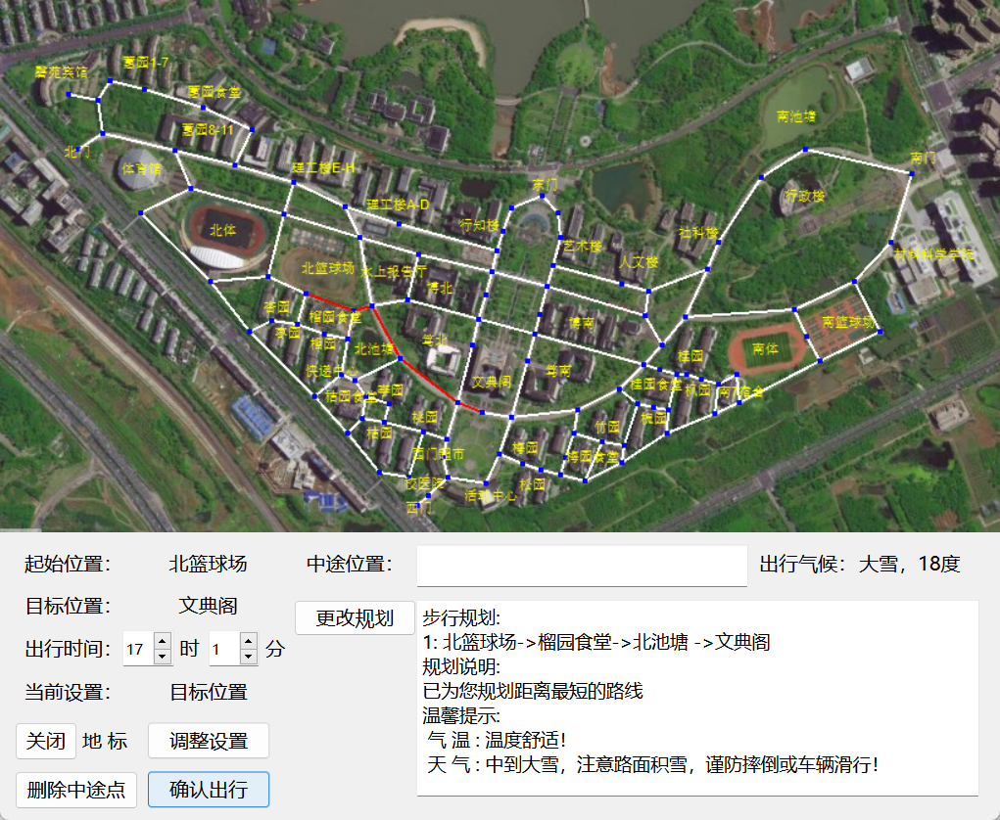 蕙园1-7
馨苑宾馆
蕙园食堂
南池塘
蕙园8-11
北门
南门
体育馆
理工楼E-H
东门
行政楼
理工楼A-D
行知楼
北体
社科楼
艺术楼
材料科学学院
人文楼
北篮球场
水上报告厅
博北
杏园
榴园食堂
博南
南篮球场
李园
笃北
榴园
北池塘
南体
桂园
快递中心
笃南
文典阁
桂园食堂
枫园
南宿舍
桔园食堂
枣园
桃园
槐园
竹园
桔园
梅园
西门超市
梅园食堂
校医院
松园
活动中心
西门
起始位置：
北篮球场
中途位置：
出行气候：大雪，18度
目标位置：
文典阁
更改规划
步行规划:
1: 北篮球场->榴园食堂->北池塘 ->文典阁
规划说明:
已为您规划距离最短的路线
温馨提示:
气 温 : 温度舒适！
天 气 : 中到大雪，注意路面积雪，谨防摔倒或车辆滑行！
出行时间：
17
时
1
分
当前设置：
目标位置
关闭
地 标
调整设置
删除中途点
确认出行